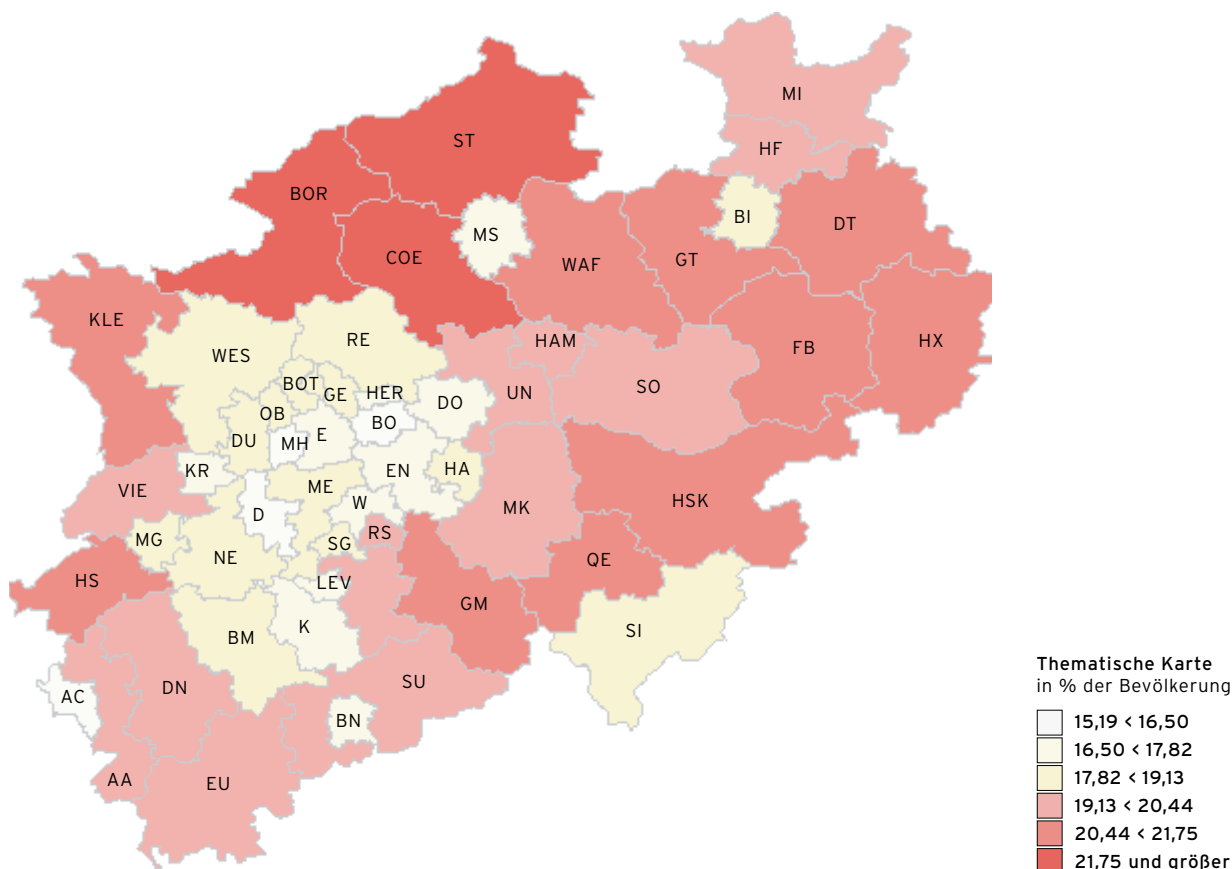 MI
HF
ST
BOR
BI
DT
MS
COE
WAF
GT
KLE
HAM
HX
RE
FB
WES
SO
BOT
GE
HER
UN
DO
OB
BO
E
DU
MH
KR
EN
HA
ME
VIE
HSK
W
MK
D
RS
MG
SG
NE
QE
HS
LEV
GM
K
SI
BM
SU
DN
AC
BN
AA
EU
Thematische Karte
in % der Bevölkerung
15,19 < 16,50
16,50 < 17,82
17,82 < 19,13
19,13 < 20,44
20,44 < 21,75
21,75 und größer